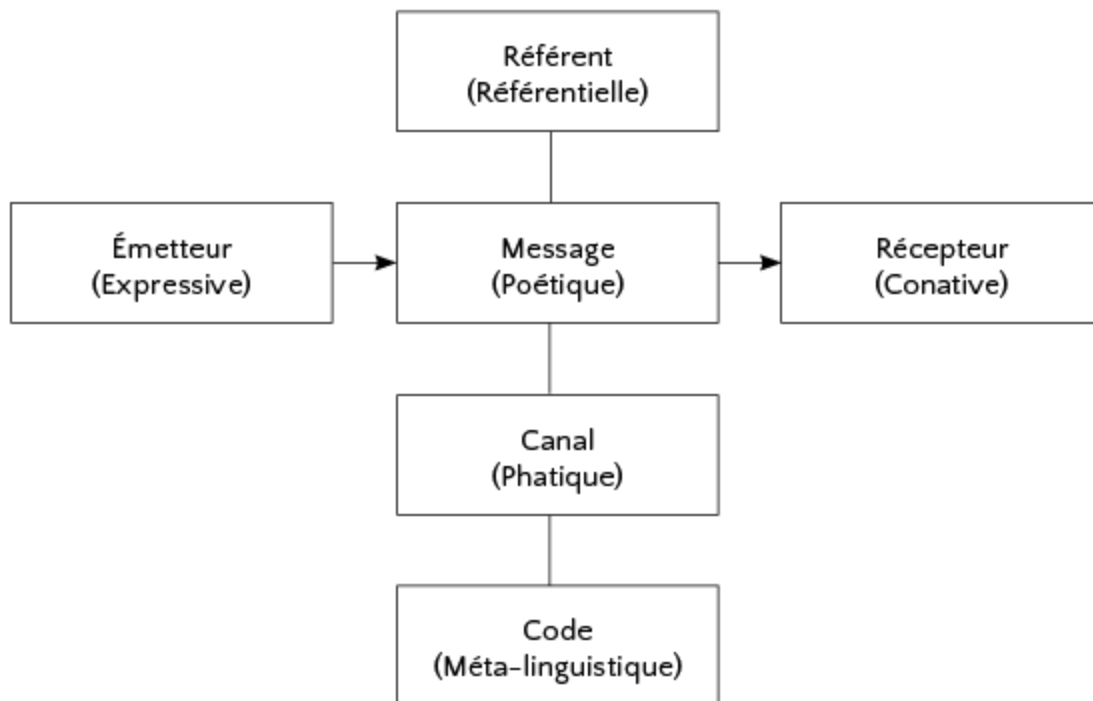 Référent
(Référentielle)
Émetteur
(Expressive)
Message
(Poétique)
Récepteur
(Conative)
Canal
(Phatique)
Code
(Méta-linguistique)